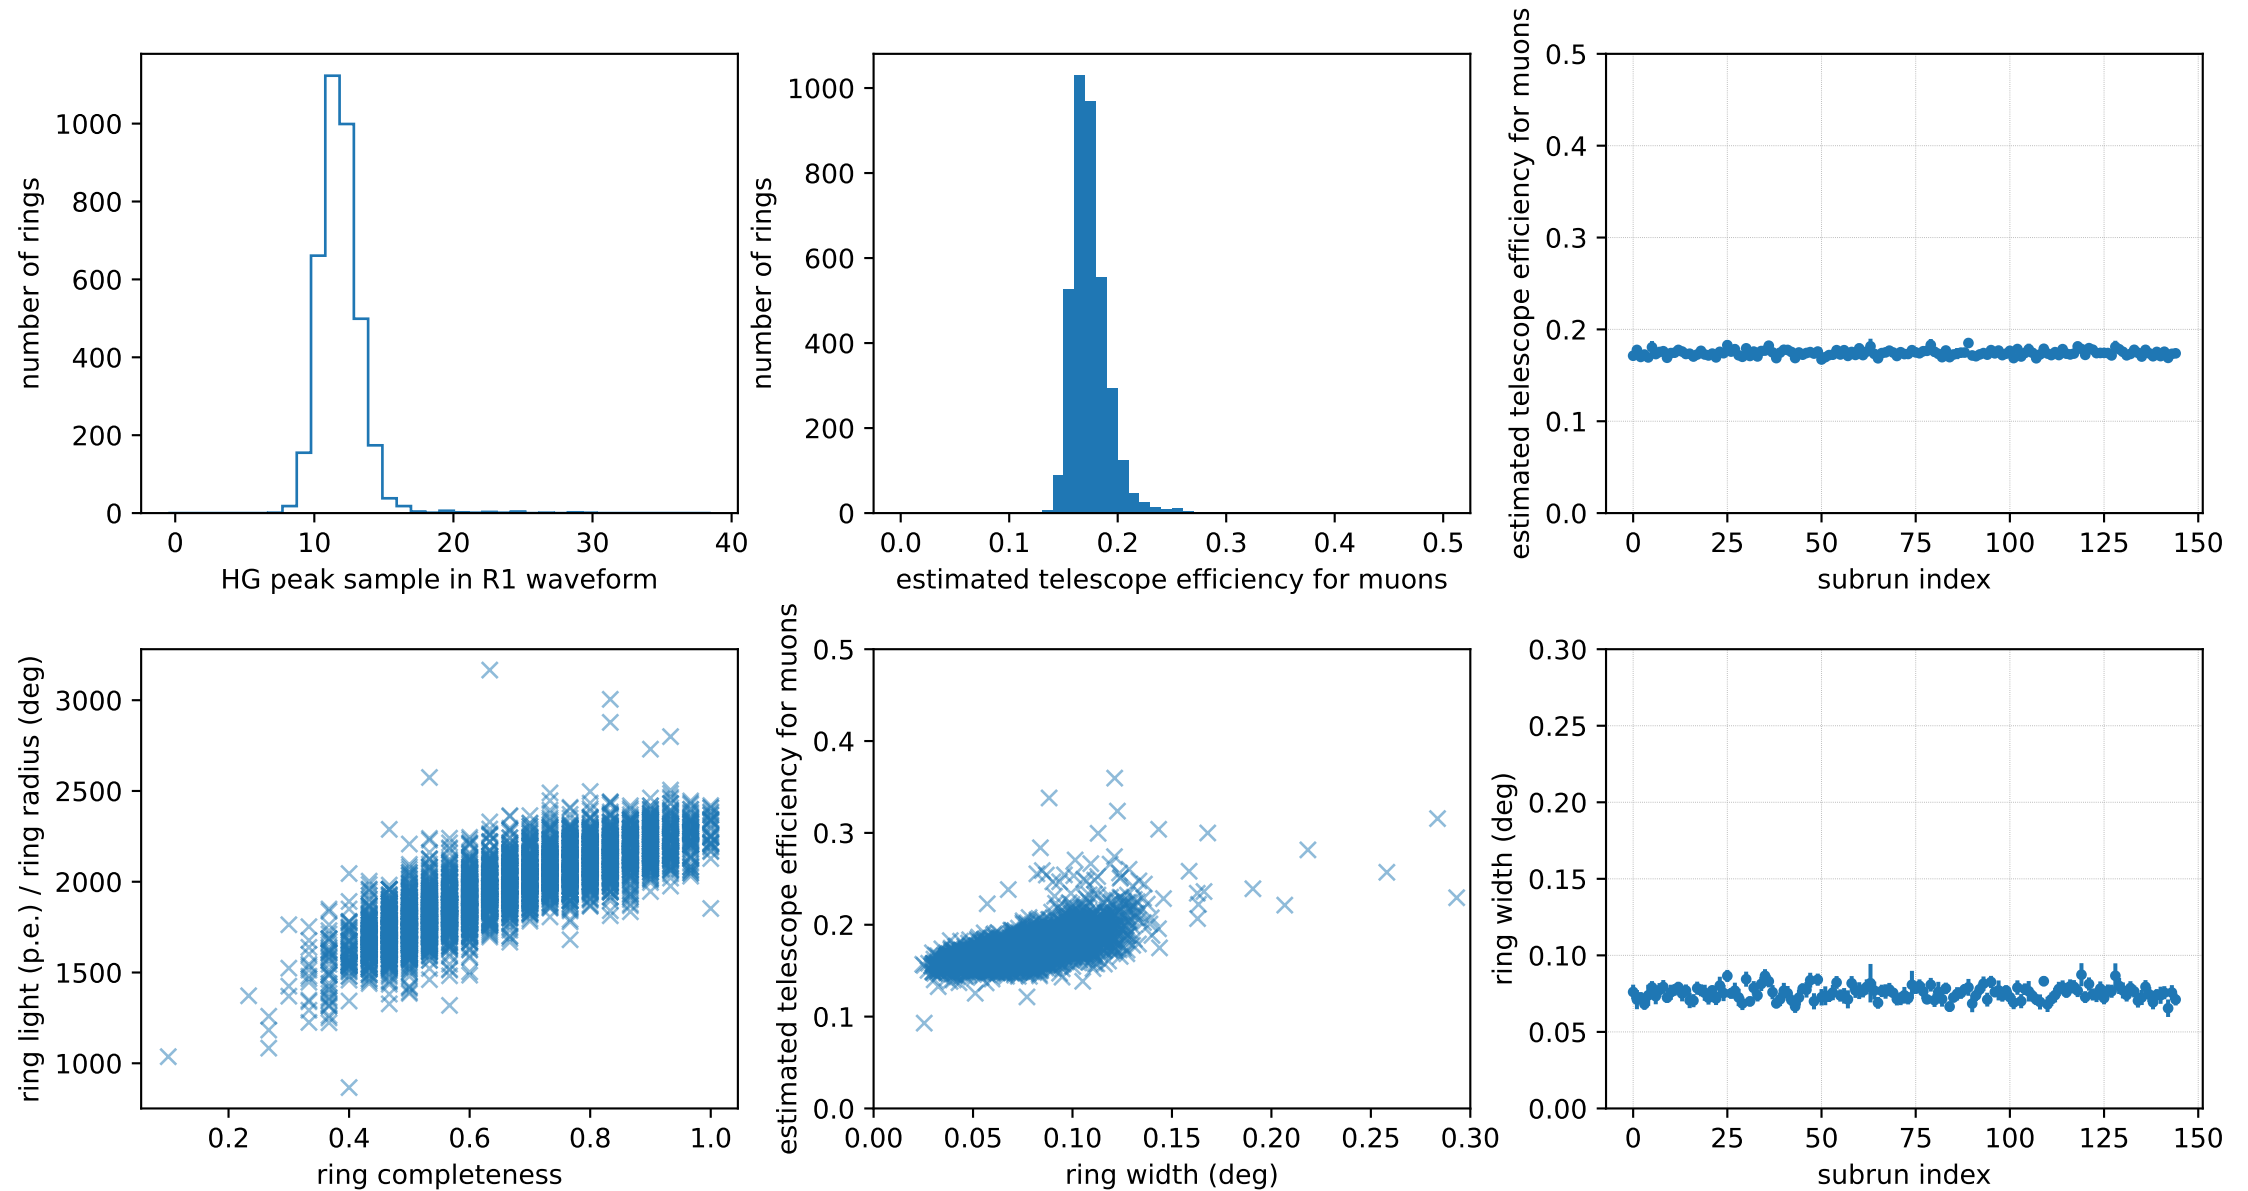 number of rings
1000
800
600
400
200
0
0 10 20 30 40
HG peak sample in R1 waveform
number of rings
1000
800
600
400
200
0
0.0 0.1 0.2 0.3 0.4 0.5
estimated telescope efficiency for muons
estimated telescope efficiency for muons
0.5
0.4
0.3
0.2
0.1
0.0
0 25 50 75 100 125 150
subrun index
ring light (p.e.) / ring radius (deg)
3000
2500
2000
1500
1000
0.2 0.4 0.6 0.8 1.0
ring completeness
estimated telescope efficiency for muons
0.5
0.4
0.3
0.2
0.1
0.0
0.00 0.05 0.10 0.15 0.20 0.25 0.30
ring width (deg)
ring width (deg)
0.30
0.25
0.20
0.15
0.10
0.05
0.00
0 25 50 75 100 125 150
subrun index